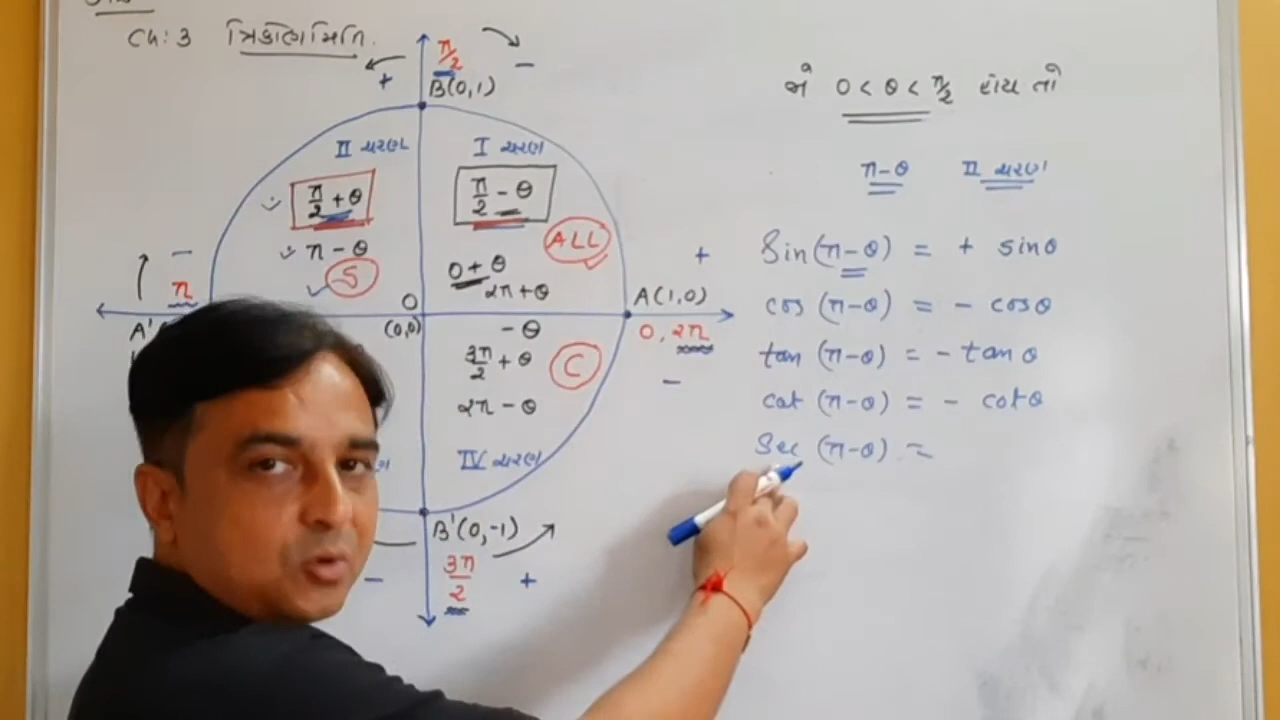 Ch: 3 ત્રિકોણમિતિ.
π/2
+
−
B(0,1)
II ચરણ
I ચરણ
π/2 + θ
π/2 − θ
π − θ
ALL
S
0 + θ
2π + θ
−
+
π
O
A(1,0)
A'
(0,0)
0, 2π
− θ
3π/2 + θ
C
−
2π − θ
IV ચરણ
B'(0,-1)
3π/2
−
+
જો 0 < θ < π/2 હોય તો
π-θ II ચરણ
Sin (π-θ) = + sinθ
cos (π-θ) = - cosθ
tan (π-θ) = - tanθ
cat (π-θ) = - cotθ
Sec (π-θ) =